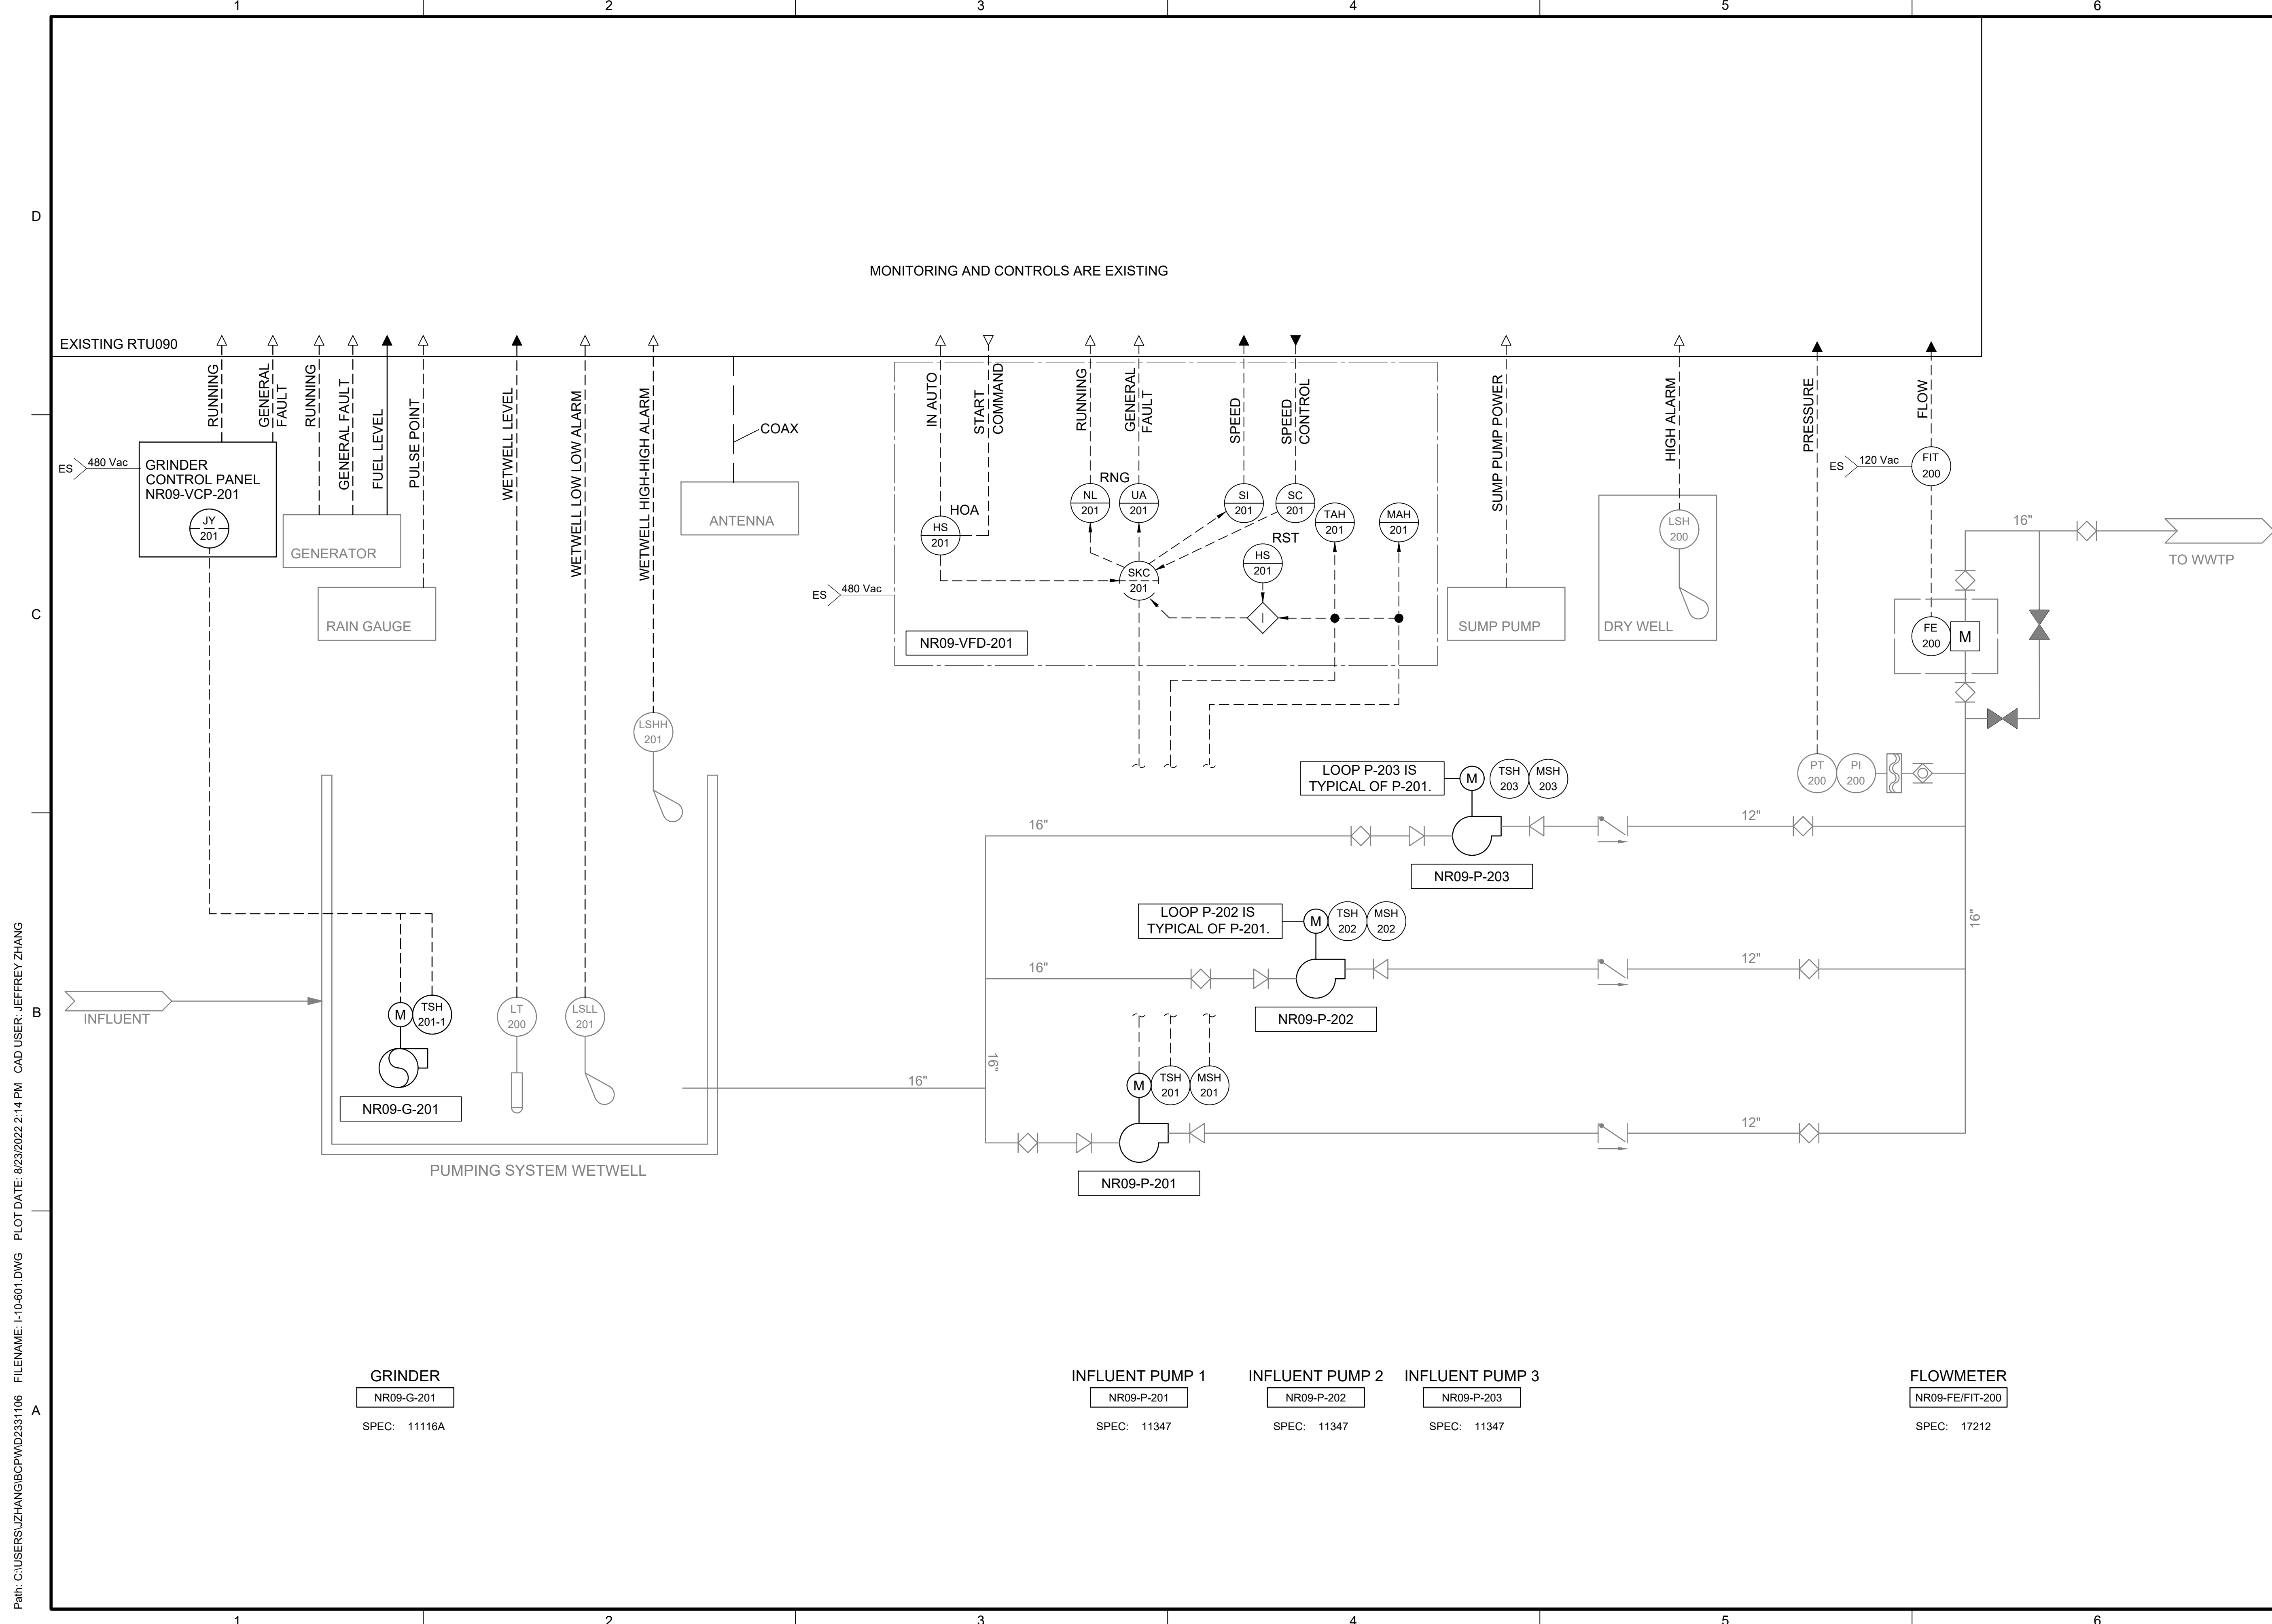 1 2 3 4 5 6
D
MONITORING AND CONTROLS ARE EXISTING
EXISTING RTU090
RUNNING
GENERAL
FAULT
RUNNING
GENERAL FAULT
FUEL LEVEL
PULSE POINT
WETWELL LEVEL
WETWELL LOW LOW ALARM
WETWELL HIGH-HIGH ALARM
COAX
IN AUTO
START
COMMAND
RUNNING
GENERAL
FAULT
SPEED
SPEED
CONTROL
SUMP PUMP POWER
HIGH ALARM
PRESSURE
FLOW
ES 480 Vac
GRINDER
CONTROL PANEL
NR09-VCP-201
JY
201
GENERATOR
RAIN GAUGE
ANTENNA
C
ES 480 Vac
HOA
HS
201
RNG
NL
201
UA
201
SI
201
SC
201
TAH
201
MAH
201
RST
HS
201
SKC
201
I
NR09-VFD-201
SUMP PUMP
LSH
200
DRY WELL
ES 120 Vac
FIT
200
FE
200
M
16"
TO WWTP
LSHH
201
PT
200
PI
200
LOOP P-203 IS
TYPICAL OF P-201.
M
TSH
203
MSH
203
16"
12"
NR09-P-203
LOOP P-202 IS
TYPICAL OF P-201.
M
TSH
202
MSH
202
16"
12"
16"
NR09-P-202
B
INFLUENT
M
TSH
201-1
LT
200
LSLL
201
NR09-G-201
PUMPING SYSTEM WETWELL
16"
16"
M
TSH
201
MSH
201
12"
NR09-P-201
A
GRINDER
NR09-G-201
SPEC: 11116A
INFLUENT PUMP 1
NR09-P-201
SPEC: 11347
INFLUENT PUMP 2
NR09-P-202
SPEC: 11347
INFLUENT PUMP 3
NR09-P-203
SPEC: 11347
FLOWMETER
NR09-FE/FIT-200
SPEC: 17212
1 2 3 4 5 6
Path: C:\USERS\JZHANG\BCPW\D2331106 FILENAME: I-10-601.DWG PLOT DATE: 8/23/2022 2:14 PM CAD USER: JEFFREY ZHANG